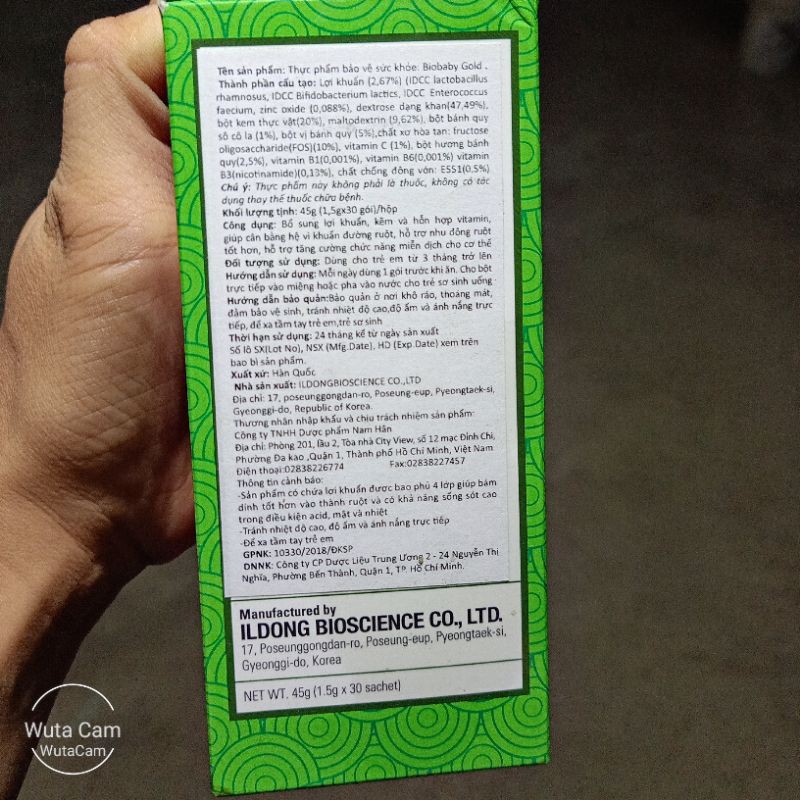 Tên sản phẩm: Thực phẩm bảo vệ sức khỏe: Biobaby Gold .
Thành phần cấu tạo: Lợi khuẩn (2,67%) (IDCC lactobacillus
rhamnosus, IDCC Bifidobacterium lactics, IDCC Enterococcus
faecium, zinc oxide (0,088%), dextrose dạng khan(47,49%),
bột kem thực vật(20%), maltodextrin (9,62%), bột bánh quy
sô cô la (1%), bột vị bánh quy (5%),chất xơ hòa tan: fructose
oligosaccharide(FOS)(10%), vitamin C (1%), bột hương bánh
quy(2,5%), vitamin B1(0,001%), vitamin B6(0,001%) vitamin
B3(nicotinamide)(0,13%), chất chống đông vón: E551(0,5%)
Chú ý: Thực phẩm này không phải là thuốc, không có tác
dụng thay thế thuốc chữa bệnh.
Khối lượng tịnh: 45g (1,5gx30 gói)/hộp
Công dụng: Bổ sung lợi khuẩn, kẽm và hỗn hợp vitamin,
giúp cân bằng hệ vi khuẩn đường ruột, hỗ trợ nhu động ruột
tốt hơn, hỗ trợ tăng cường chức năng miễn dịch cho cơ thể
Đối tượng sử dụng: Dùng cho trẻ em từ 3 tháng trở lên
Hướng dẫn sử dụng: Mỗi ngày dùng 1 gói trước khi ăn. Cho bột
trực tiếp vào miệng hoặc pha vào nước cho trẻ sơ sinh uống
Hướng dẫn bảo quản:Bảo quản ở nơi khô ráo, thoáng mát,
đảm bảo vệ sinh, tránh nhiệt độ cao,độ ẩm và ánh nắng trực
tiếp, để xa tầm tay trẻ em,trẻ sơ sinh
Thời hạn sử dụng: 24 tháng kể từ ngày sản xuất
Số lô SX(Lot No), NSX (Mfg.Date), HD (Exp.Date) xem trên
bao bì sản phẩm.
Xuất xứ: Hàn Quốc
Nhà sản xuất: ILDONGBIOSCIENCE CO.,LTD
Địa chỉ: 17, poseunggongdan-ro, Poseung-eup, Pyeongtaek-si,
Gyeonggi-do, Republic of Korea.
Thương nhân nhập khẩu và chịu trách nhiệm sản phẩm:
Công ty TNHH Dược phẩm Nam Hân
Địa chỉ: Phòng 201, lầu 2, Tòa nhà City View, số 12 mạc Đỉnh Chi,
Phường Đa kao ,Quận 1, Thành phố Hồ Chí Minh, Việt Nam
Điện thoại:02838226774 Fax:02838227457
Thông tin cảnh báo:
-Sản phẩm có chứa lợi khuẩn được bao phủ 4 lớp giúp bám
dính tốt hơn vào thành ruột và có khả năng sống sót cao
trong điều kiện acid, mật và nhiệt
-Tránh nhiệt độ cao, độ ẩm và ánh nắng trực tiếp
-Để xa tầm tay trẻ em
GPNK: 10330/2018/ĐKSP
DNNK: Công ty CP Dược Liệu Trung Ương 2 - 24 Nguyễn Thị
Nghĩa, Phường Bến Thành, Quận 1, TP. Hồ Chí Minh.
Manufactured by
ILDONG BIOSCIENCE CO., LTD.
17, Poseunggongdan-ro, Poseung-eup, Pyeongtaek-si,
Gyeonggi-do, Korea
NET WT. 45g (1.5g x 30 sachet)
Wuta Cam
WutaCam